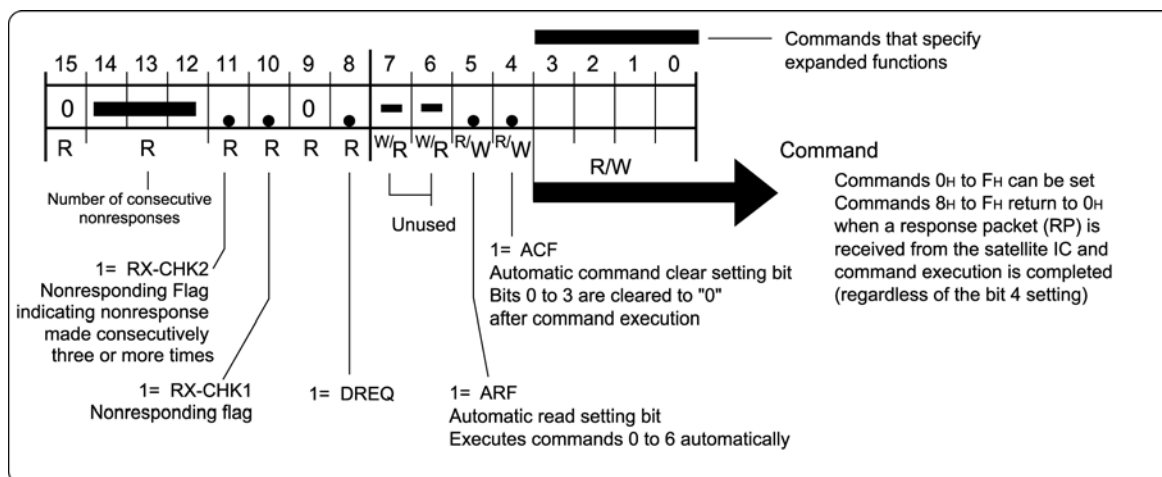 Commands that specify
expanded functions
15 14 13 12 11 10 9 8 7 6 5 4 3 2 1 0
0 0
R R R R R R W/R W/R R/W R/W R/W
Number of consecutive
nonresponses
Unused
Command
Commands 0H to FH can be set
Commands 8H to FH return to 0H
when a response packet (RP) is
received from the satellite IC and
command execution is completed
(regardless of the bit 4 setting)
1= ACF
Automatic command clear setting bit
Bits 0 to 3 are cleared to "0"
after command execution
1= RX-CHK2
Nonresponding Flag
indicating nonresponse
made consecutively
three or more times
1= RX-CHK1
Nonresponding flag
1= DREQ
1= ARF
Automatic read setting bit
Executes commands 0 to 6 automatically